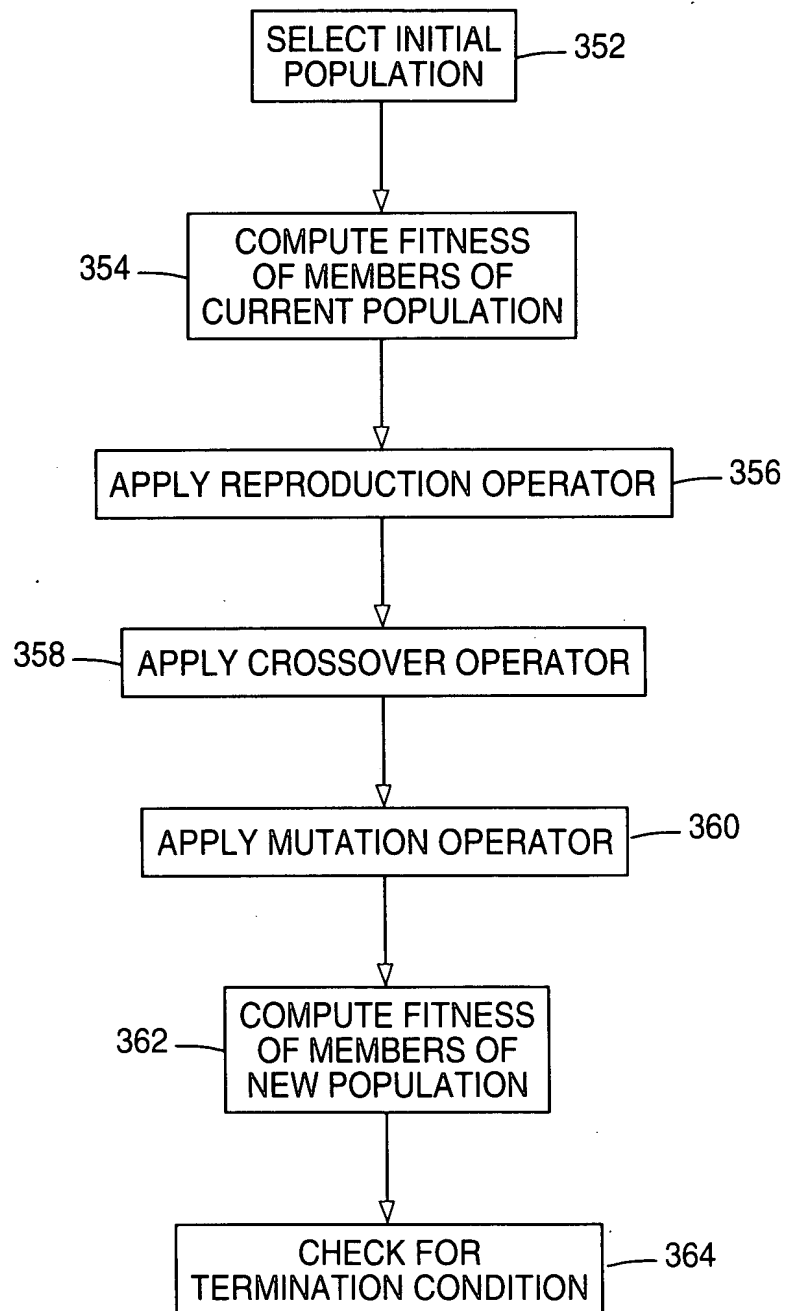 SELECT INITIAL
POPULATION
352
354
COMPUTE FITNESS
OF MEMBERS OF
CURRENT POPULATION
APPLY REPRODUCTION OPERATOR
356
358
APPLY CROSSOVER OPERATOR
APPLY MUTATION OPERATOR
360
362
COMPUTE FITNESS
OF MEMBERS OF
NEW POPULATION
CHECK FOR
TERMINATION CONDITION
364